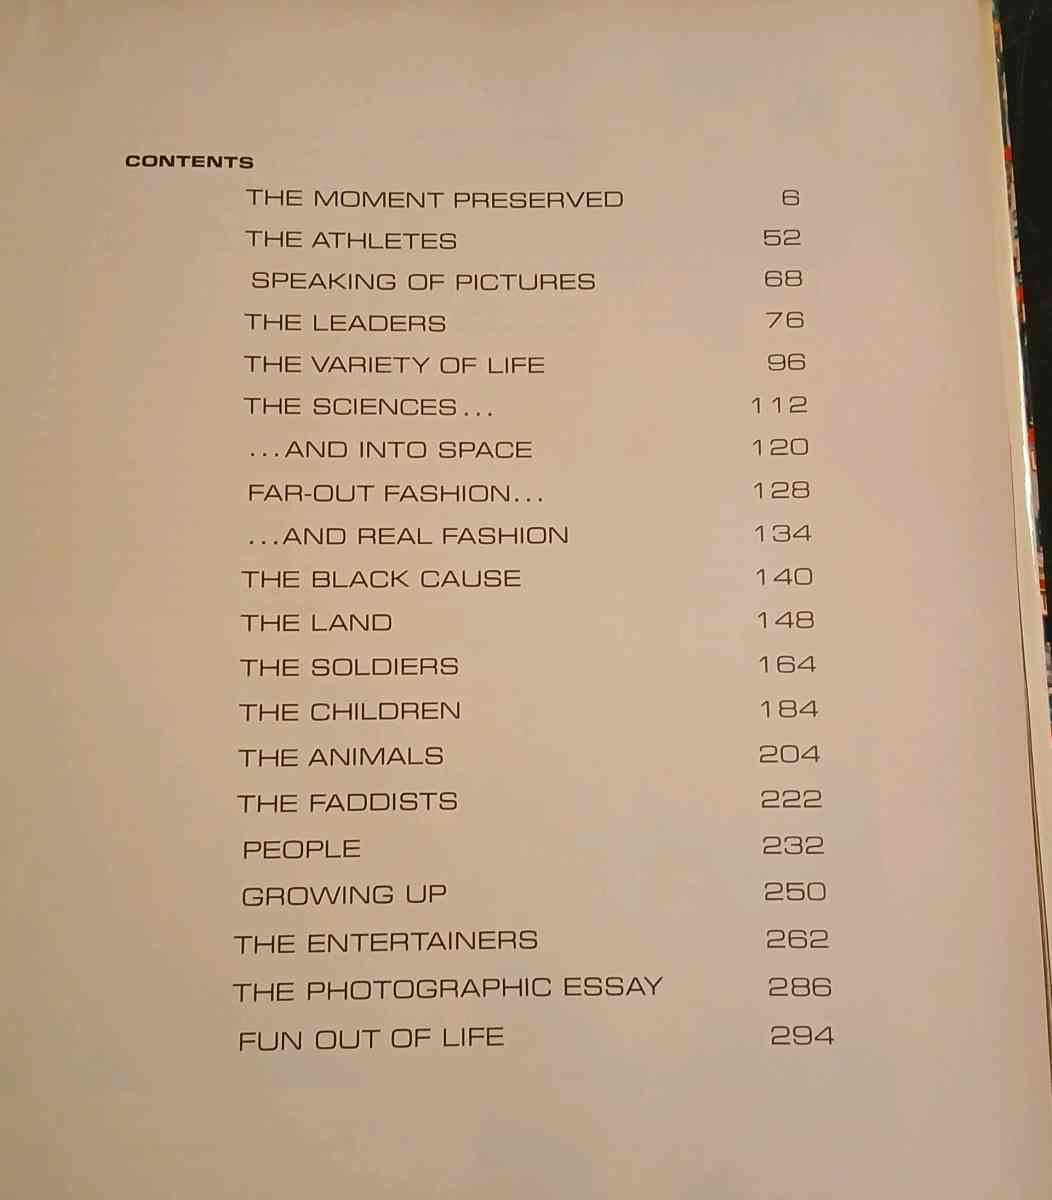 CONTENTS
THE MOMENT PRESERVED 6
THE ATHLETES 52
SPEAKING OF PICTURES 68
THE LEADERS 76
THE VARIETY OF LIFE 96
THE SCIENCES... 112
...AND INTO SPACE 120
FAR-OUT FASHION... 128
...AND REAL FASHION 134
THE BLACK CAUSE 140
THE LAND 148
THE SOLDIERS 164
THE CHILDREN 184
THE ANIMALS 204
THE FADDISTS 222
PEOPLE 232
GROWING UP 250
THE ENTERTAINERS 262
THE PHOTOGRAPHIC ESSAY 286
FUN OUT OF LIFE 294